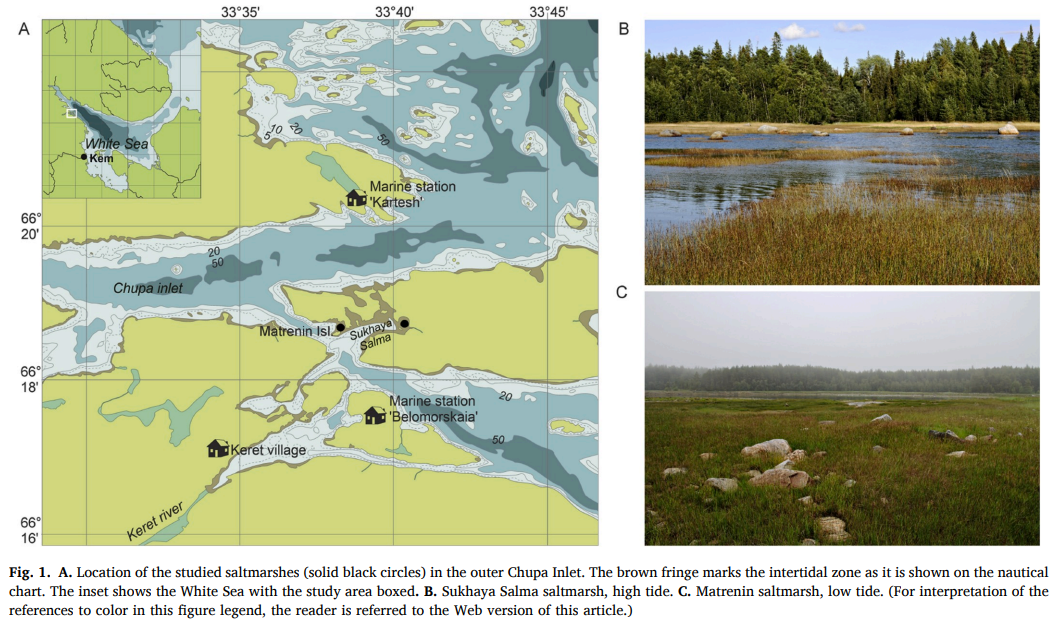 A
33°35'
33°40'
33°45'
B
White Sea
Kem
5
10
20
50
Marine station
'Kartesh'
66°
20'
20
50
Chupa inlet
C
Matrenin Isl.
Sukhaya
Salma
66°
18'
20
Marine station
'Belomorskaia'
50
Keret village
Keret river
66°
16'
Fig. 1. A. Location of the studied saltmarshes (solid black circles) in the outer Chupa Inlet. The brown fringe marks the intertidal zone as it is shown on the nautical
chart. The inset shows the White Sea with the study area boxed. B. Sukhaya Salma saltmarsh, high tide. C. Matrenin saltmarsh, low tide. (For interpretation of the
references to color in this figure legend, the reader is referred to the Web version of this article.)